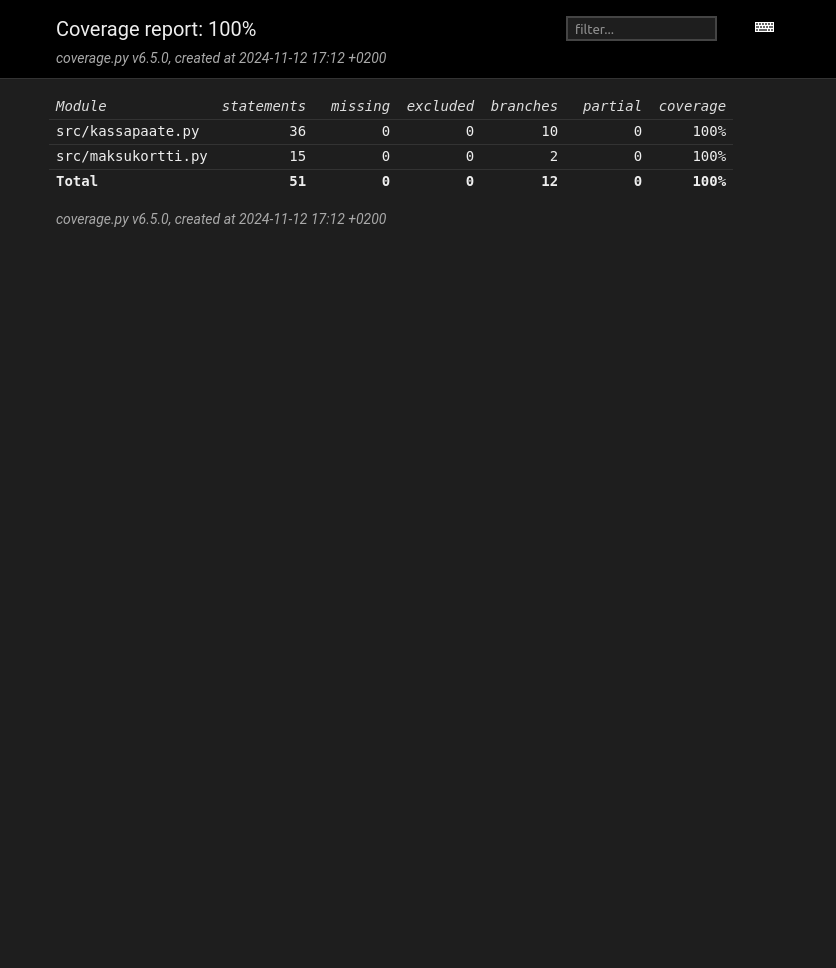 Coverage report: 100%
filter...
coverage.py v6.5.0, created at 2024-11-12 17:12 +0200
Module statements missing excluded branches partial coverage
src/kassapaate.py 36 0 0 10 0 100%
src/maksukortti.py 15 0 0 2 0 100%
Total 51 0 0 12 0 100%
coverage.py v6.5.0, created at 2024-11-12 17:12 +0200